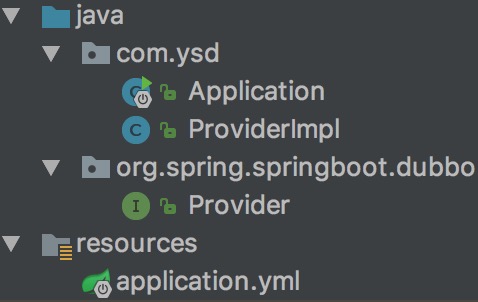 java
com.ysd
Application
ProviderImpl
org.spring.springboot.dubbo
Provider
resources
application.yml